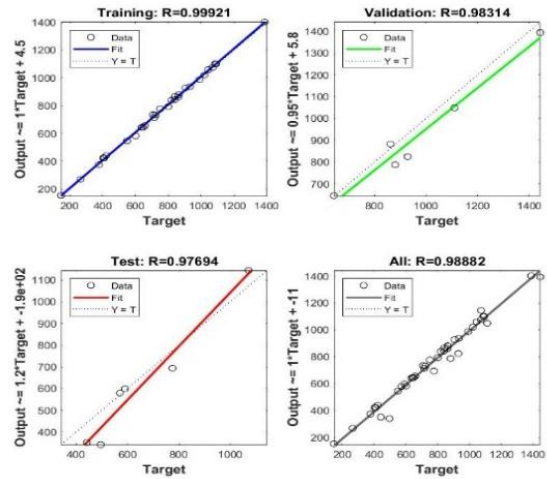 Training: R=0.99921
Output ~= 1*Target + 4.5
1400
1200
1000
800
600
400
200
Data
Fit
Y = T
200 400 600 800 1000 1200 1400
Target
Validation: R=0.98314
Output ~= 0.95*Target + 5.8
1400
1300
1200
1100
1000
900
800
700
Data
Fit
Y = T
800 1000 1200 1400
Target
Test: R=0.97694
Output ~= 1.2*Target + -1.9e+02
1100
1000
900
800
700
600
500
400
Data
Fit
Y = T
400 600 800 1000
Target
All: R=0.98882
Output ~= 1*Target + -11
1400
1200
1000
800
600
400
200
Data
Fit
Y = T
200 400 600 800 1000 1200 1400
Target